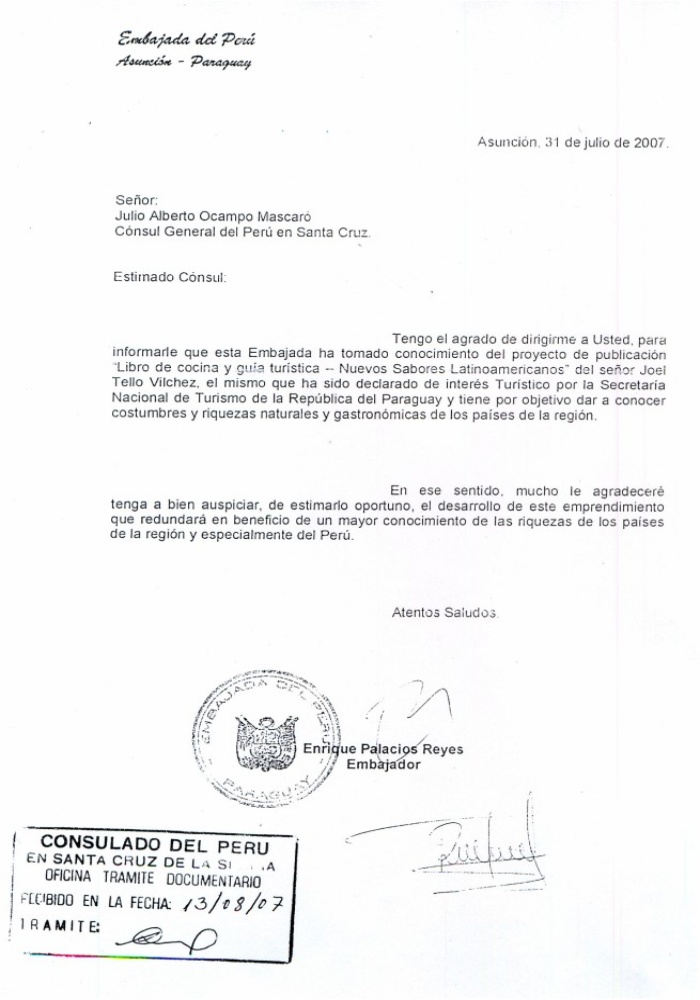 Embajada del Perú
Asunción - Paraguay
Asunción, 31 de julio de 2007.
Señor:
Julio Alberto Ocampo Mascaró
Cónsul General del Perú en Santa Cruz.
Estimado Cónsul:
Tengo el agrado de dirigirme a Usted, para
informarle que esta Embajada ha tomado conocimiento del proyecto de publicación
“Libro de cocina y guía turística – Nuevos Sabores Latinoamericanos” del señor Joel
Tello Vilchez, el mismo que ha sido declarado de interés Turístico por la Secretaría
Nacional de Turismo de la República del Paraguay y tiene por objetivo dar a conocer
costumbres y riquezas naturales y gastronómicas de los países de la región.
En ese sentido, mucho le agradeceré
tenga a bien auspiciar, de estimarlo oportuno, el desarrollo de este emprendimiento
que redundará en beneficio de un mayor conocimiento de las riquezas de los países
de la región y especialmente del Perú.
Atentos Saludos.
EMBAJADA DEL PERU
PARAGUAY
Enrique Palacios Reyes
Embajador
CONSULADO DEL PERU
EN SANTA CRUZ DE LA
OFICINA TRAMITE DOCUMENTARIO
RECIBIDO EN LA FECHA: 13/08/07
TRAMITE: